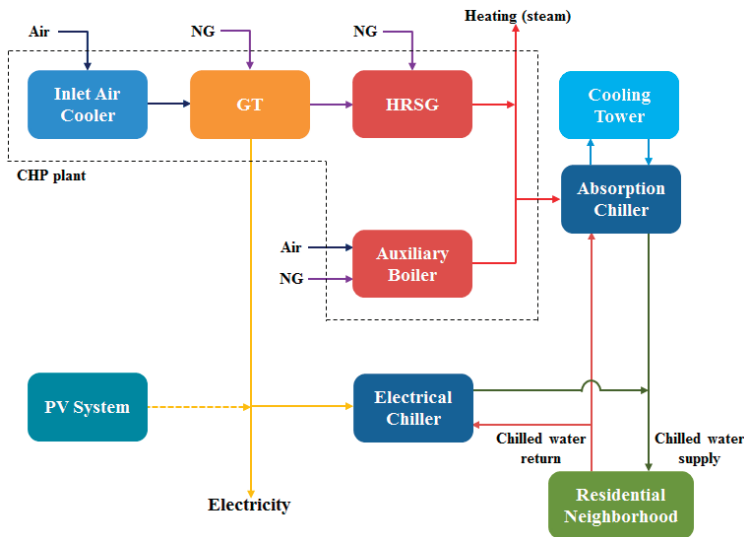 Heating (steam)
Air
NG
NG
Inlet Air
Cooler
GT
HRSG
Cooling
Tower
CHP plant
Absorption
Chiller
Air
NG
Auxiliary
Boiler
PV System
Electrical
Chiller
Chilled water
return
Chilled water
supply
Electricity
Residential
Neighborhood